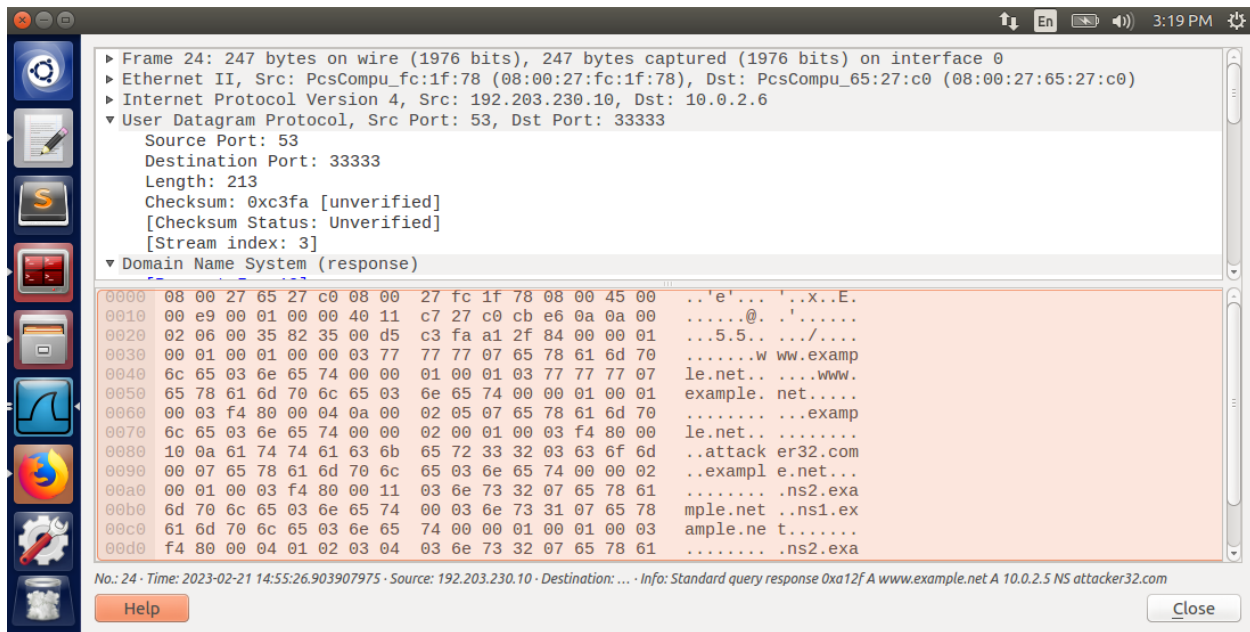 En 3:19 PM
Frame 24: 247 bytes on wire (1976 bits), 247 bytes captured (1976 bits) on interface 0
Ethernet II, Src: PcsCompu_fc:1f:78 (08:00:27:fc:1f:78), Dst: PcsCompu_65:27:c0 (08:00:27:65:27:c0)
Internet Protocol Version 4, Src: 192.203.230.10, Dst: 10.0.2.6
User Datagram Protocol, Src Port: 53, Dst Port: 33333
Source Port: 53
Destination Port: 33333
Length: 213
Checksum: 0xc3fa [unverified]
[Checksum Status: Unverified]
[Stream index: 3]
Domain Name System (response)
0000 08 00 27 65 27 c0 08 00 27 fc 1f 78 08 00 45 00 ..'e'... '..x..E.
0010 00 e9 00 01 00 00 40 11 c7 27 c0 cb e6 0a 0a 00 ......@. .'......
0020 02 06 00 35 82 35 00 d5 c3 fa a1 2f 84 00 00 01 ...5.5.. .../....
0030 00 01 00 01 00 00 03 77 77 77 07 65 78 61 6d 70 .......w ww.examp
0040 6c 65 03 6e 65 74 00 00 01 00 01 03 77 77 77 07 le.net.. ....www.
0050 65 78 61 6d 70 6c 65 03 6e 65 74 00 00 01 00 01 example. net.....
0060 00 03 f4 80 00 04 0a 00 02 05 07 65 78 61 6d 70 ........ ...examp
0070 6c 65 03 6e 65 74 00 00 02 00 01 00 03 f4 80 00 le.net.. ........
0080 10 0a 61 74 74 61 63 6b 65 72 33 32 03 63 6f 6d ..attack er32.com
0090 00 07 65 78 61 6d 70 6c 65 03 6e 65 74 00 00 02 ..exampl e.net...
00a0 00 01 00 03 f4 80 00 11 03 6e 73 32 07 65 78 61 ........ .ns2.exa
00b0 6d 70 6c 65 03 6e 65 74 00 03 6e 73 31 07 65 78 mple.net ..ns1.ex
00c0 61 6d 70 6c 65 03 6e 65 74 00 00 01 00 01 00 03 ample.ne t.......
00d0 f4 80 00 04 01 02 03 04 03 6e 73 32 07 65 78 61 ........ .ns2.exa
No.: 24 · Time: 2023-02-21 14:55:26.903907975 · Source: 192.203.230.10 · Destination: ... · Info: Standard query response 0xa12f A www.example.net A 10.0.2.5 NS attacker32.com
Help
Close